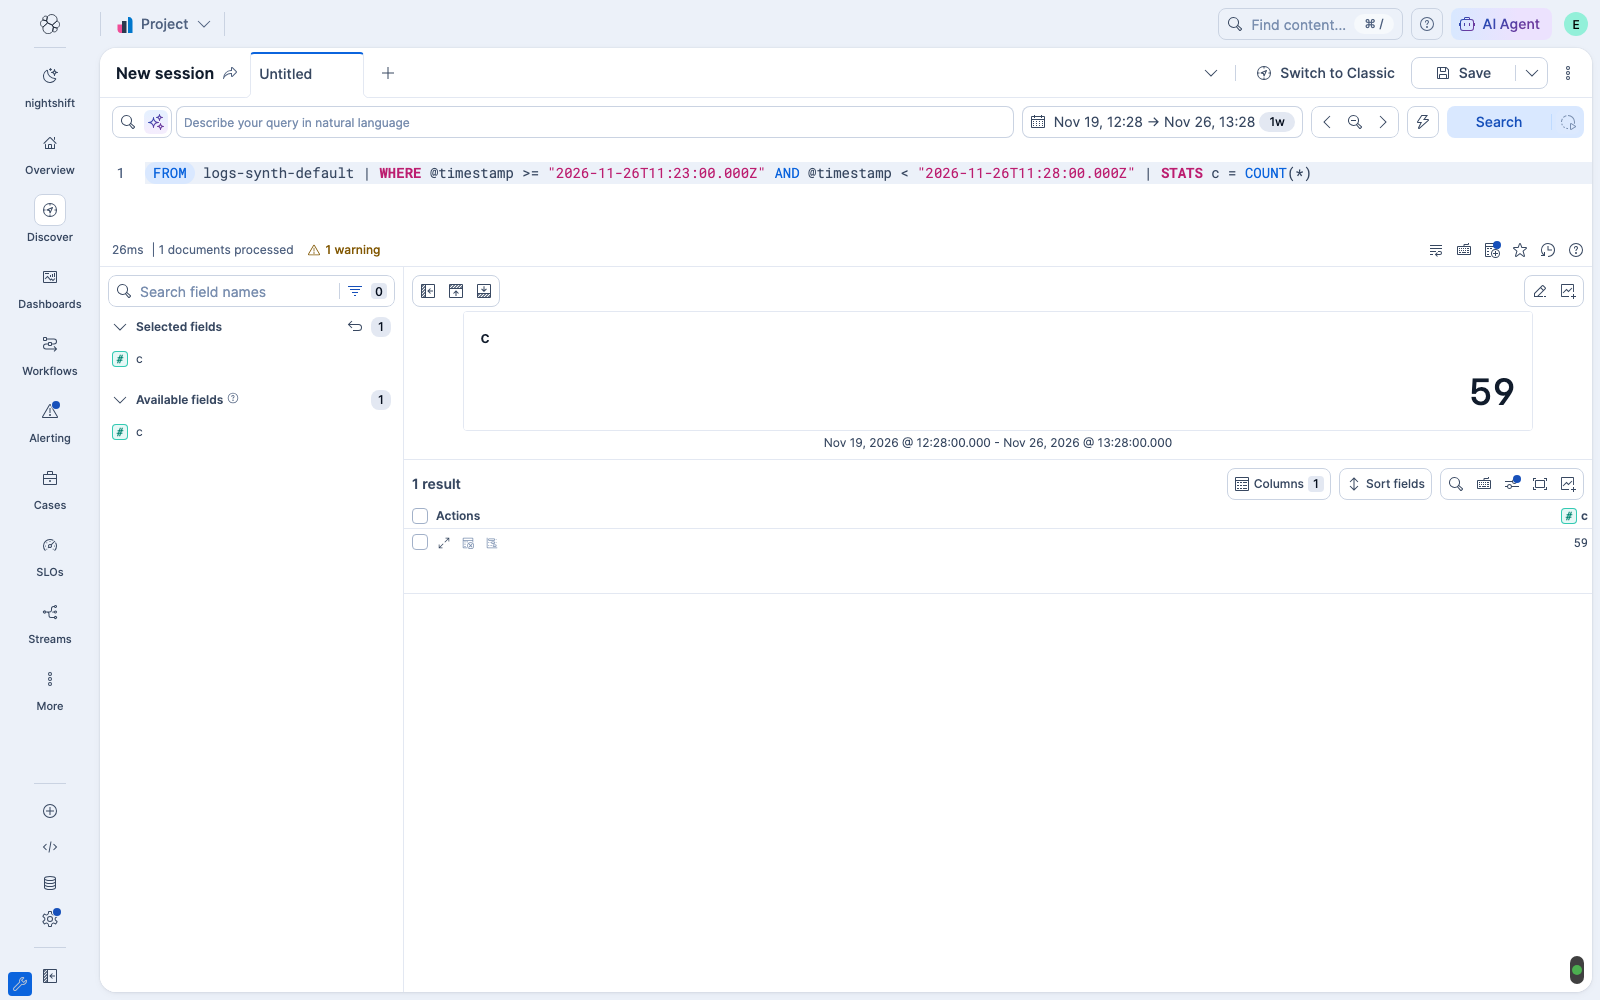 Project
Find content...
⌘ /
AI Agent
E
nightshift
Overview
Discover
Dashboards
Workflows
Alerting
Cases
SLOs
Streams
More
New session
Untitled
Switch to Classic
Save
Describe your query in natural language
Nov 19, 12:28 → Nov 26, 13:28
1w
Search
1 FROM logs-synth-default | WHERE @timestamp >= "2026-11-26T11:23:00.000Z" AND @timestamp < "2026-11-26T11:28:00.000Z" | STATS c = COUNT(*)
26ms
1 documents processed
1 warning
Search field names
0
Selected fields
1
# c
Available fields
1
# c
c
59
Nov 19, 2026 @ 12:28:00.000 - Nov 26, 2026 @ 13:28:00.000
1 result
Columns 1
Sort fields
Actions
# c
59